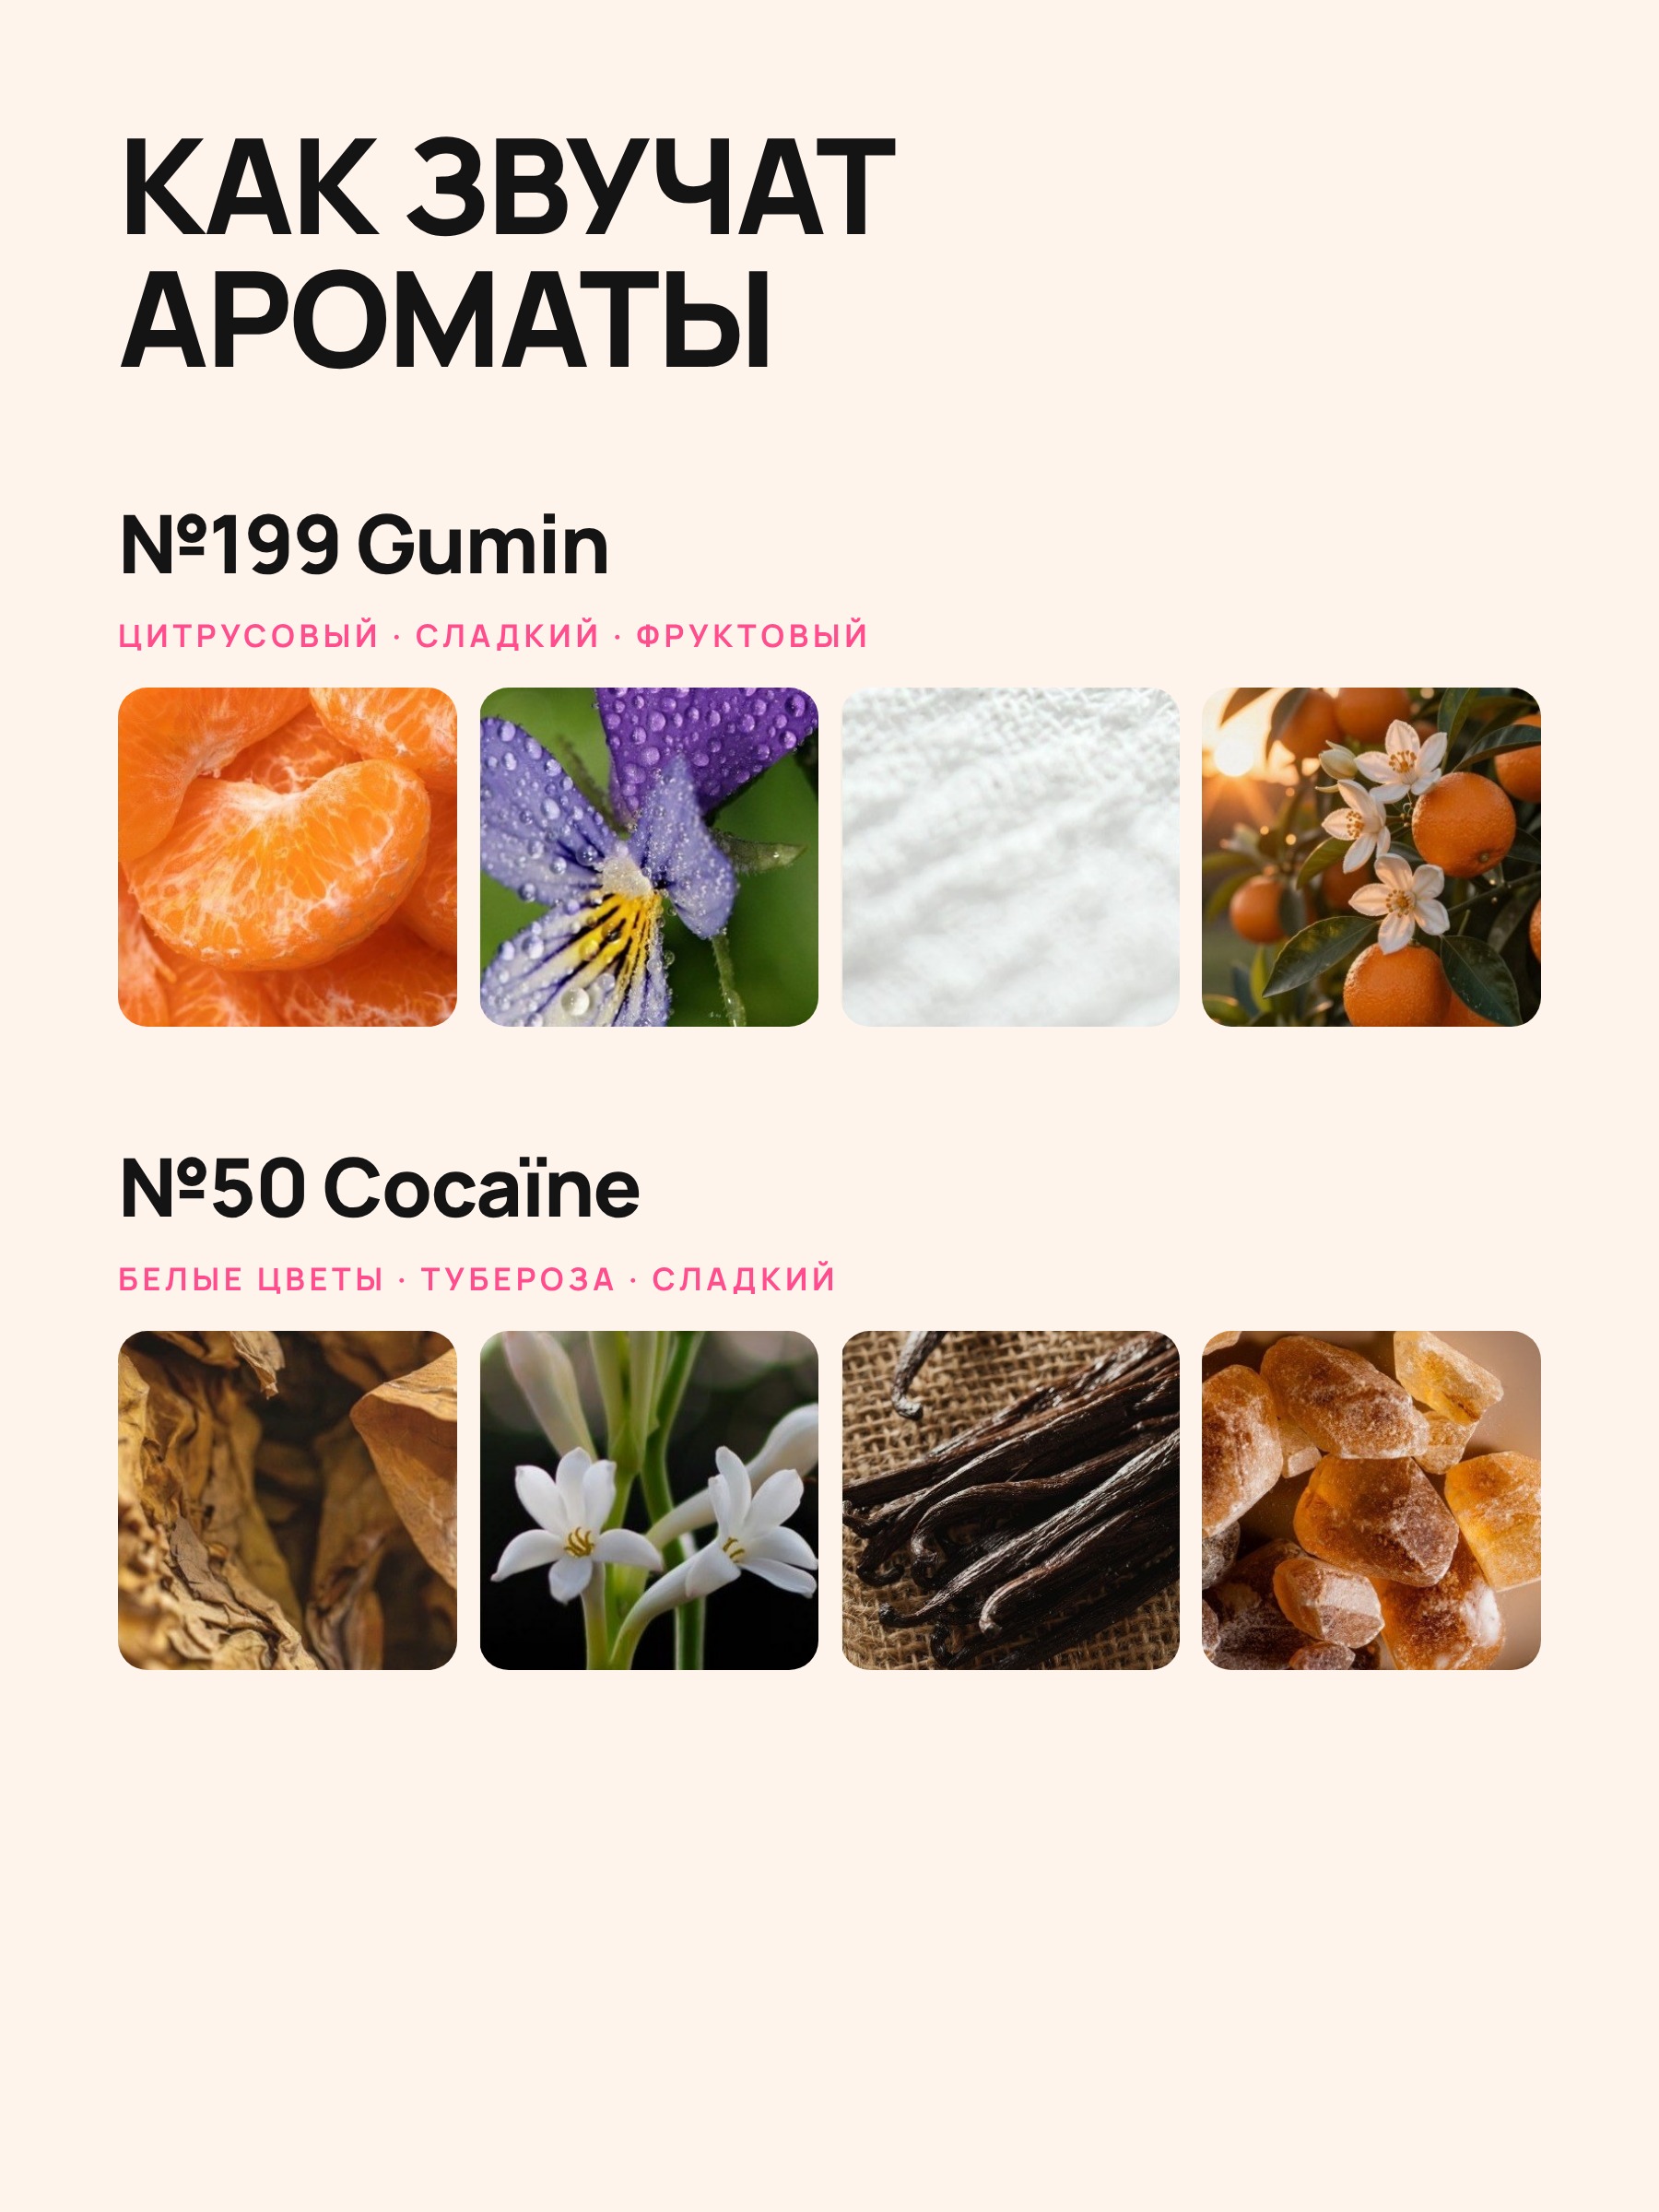 КАК ЗВУЧАТ
АРОМАТЫ
№199 Gumin
ЦИТРУСОВЫЙ · СЛАДКИЙ · ФРУКТОВЫЙ
№50 Cocaïne
БЕЛЫЕ ЦВЕТЫ · ТУБЕРОЗА · СЛАДКИЙ